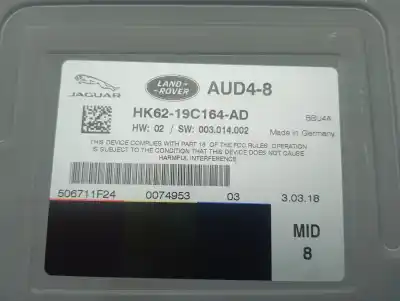 JAGUAR
LAND-
ROVER
AUD4-8
HK62-19C164-AD
BBU4A
HW: 02 / SW: 003.014.002
Made in Germany
THIS DEVICE COMPLIES WITH PART 15 OF THE FCC RULES. OPERATION
IS SUBJECT TO THE CONDITION THAT THIS DEVICE DOES NOT CAUSE
HARMFUL INTERFERENCE
506711F24 0074953 03 3.03.18
MID
8